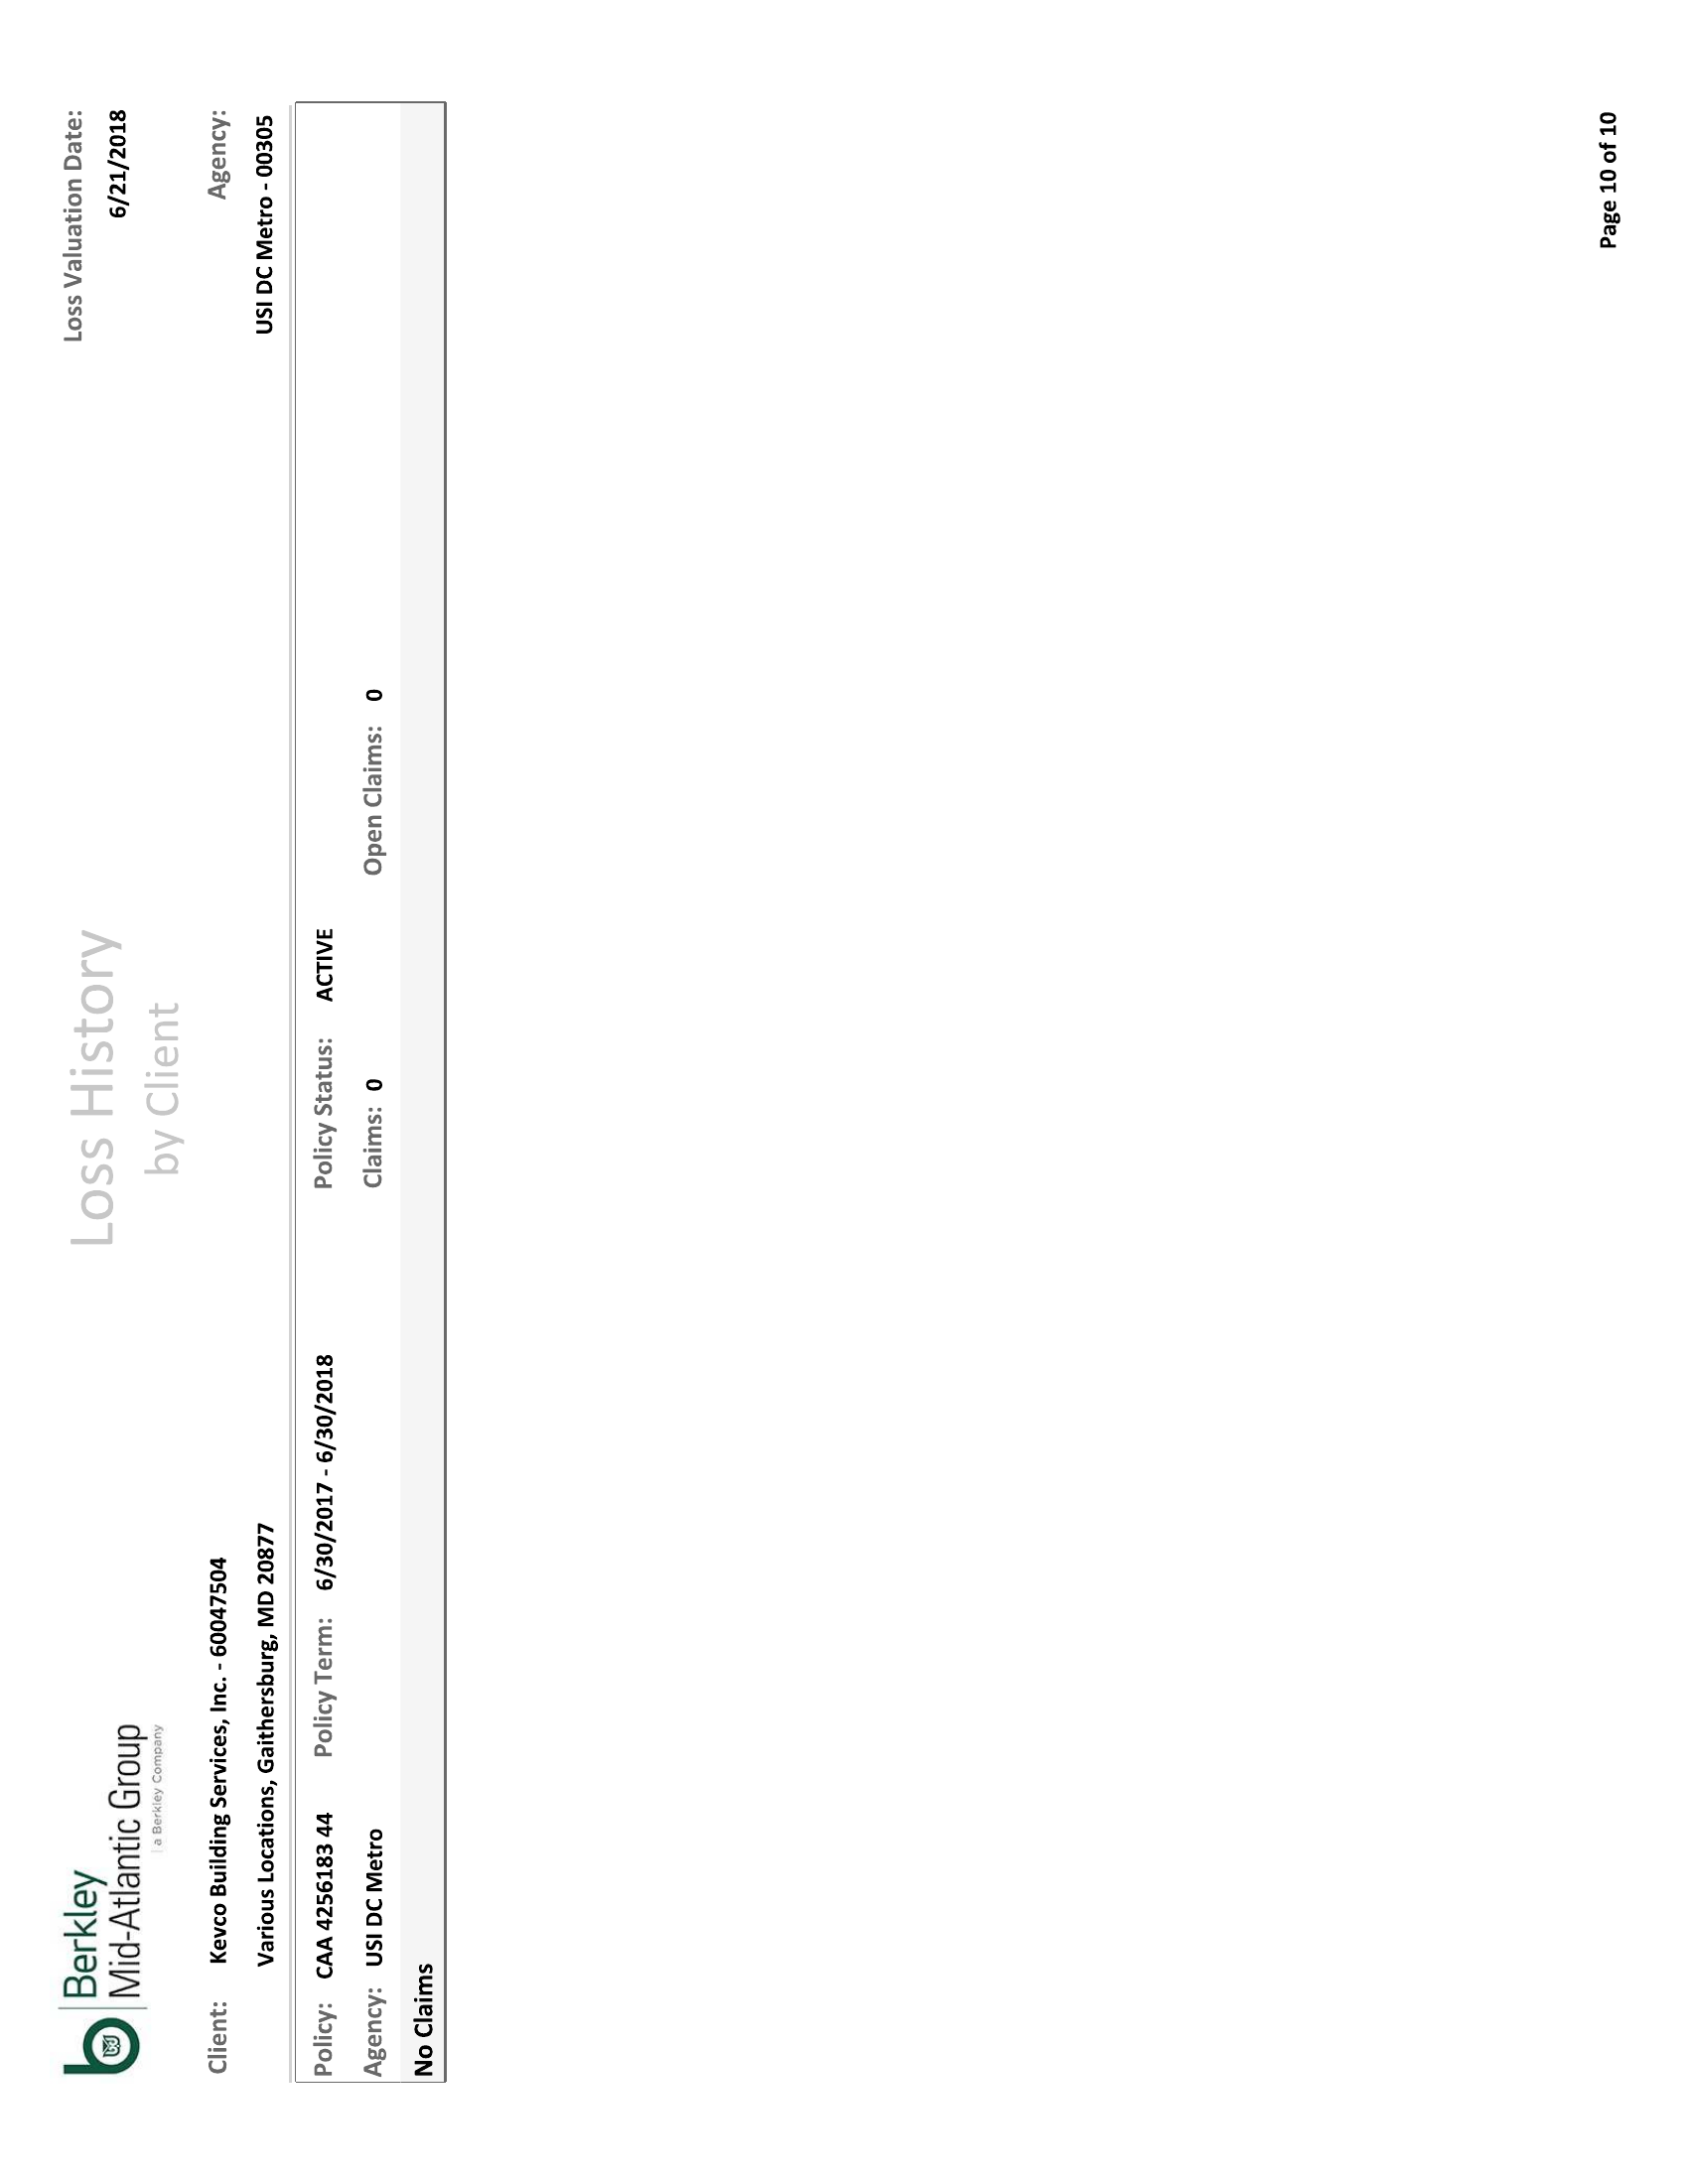 Berkley
Mid-Atlantic Group
| a Berkley Company
Loss History
by Client
Loss Valuation Date:
6/21/2018
Client: Kevco Building Services, Inc. - 60047504
Agency:
Various Locations, Gaithersburg, MD 20877
USI DC Metro - 00305
Policy: CAA 4256183 44 Policy Term: 6/30/2017 - 6/30/2018 Policy Status: ACTIVE
Agency: USI DC Metro Claims: 0 Open Claims: 0
No Claims
Page 10 of 10